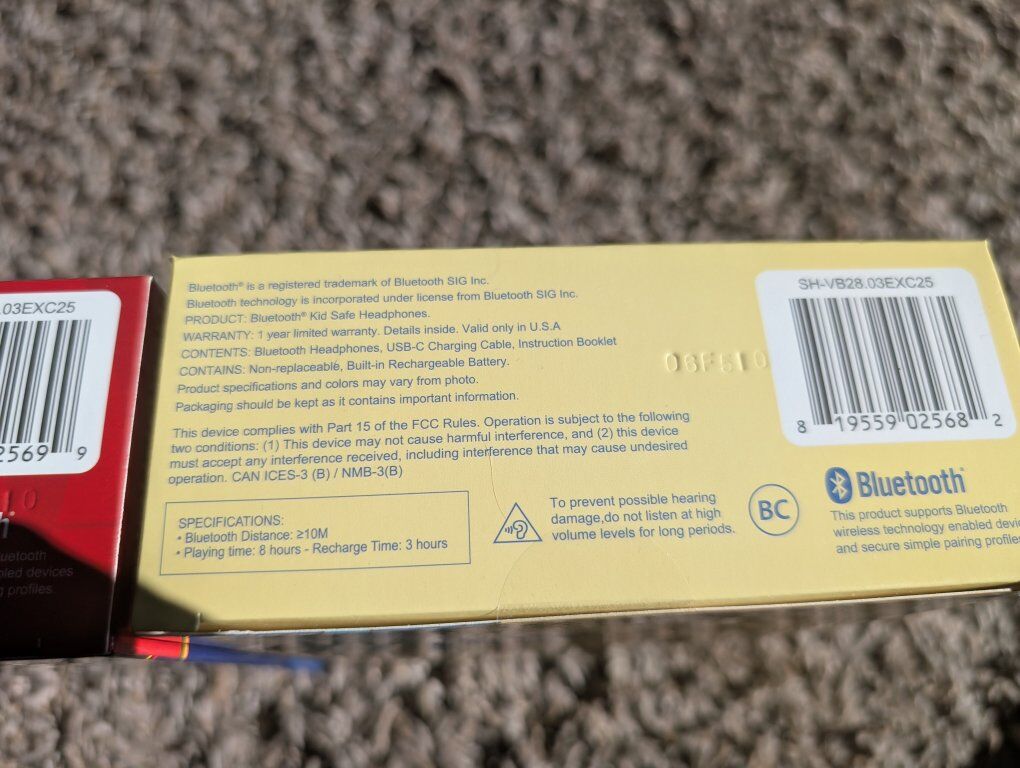 .03EXC25
2569 9
10
uetooth
led devices
profiles.
Bluetooth® is a registered trademark of Bluetooth SIG Inc.
Bluetooth technology is incorporated under license from Bluetooth SIG Inc.
PRODUCT: Bluetooth® Kid Safe Headphones.
WARRANTY: 1 year limited warranty. Details inside. Valid only in U.S.A
CONTENTS: Bluetooth Headphones, USB-C Charging Cable, Instruction Booklet
CONTAINS: Non-replaceable, Built-in Rechargeable Battery.
Product specifications and colors may vary from photo.
Packaging should be kept as it contains important information.
This device complies with Part 15 of the FCC Rules. Operation is subject to the following
two conditions: (1) This device may not cause harmful interference, and (2) this device
must accept any interference received, including interference that may cause undesired
operation. CAN ICES-3 (B) / NMB-3(B)
SPECIFICATIONS:
• Bluetooth Distance: ≥10M
• Playing time: 8 hours - Recharge Time: 3 hours
To prevent possible hearing
damage,do not listen at high
volume levels for long periods.
BC
06F510
SH-VB28.03EXC25
8 19559 02568 2
Bluetooth®
This product supports Bluetooth
wireless technology enabled devic
and secure simple pairing profiles